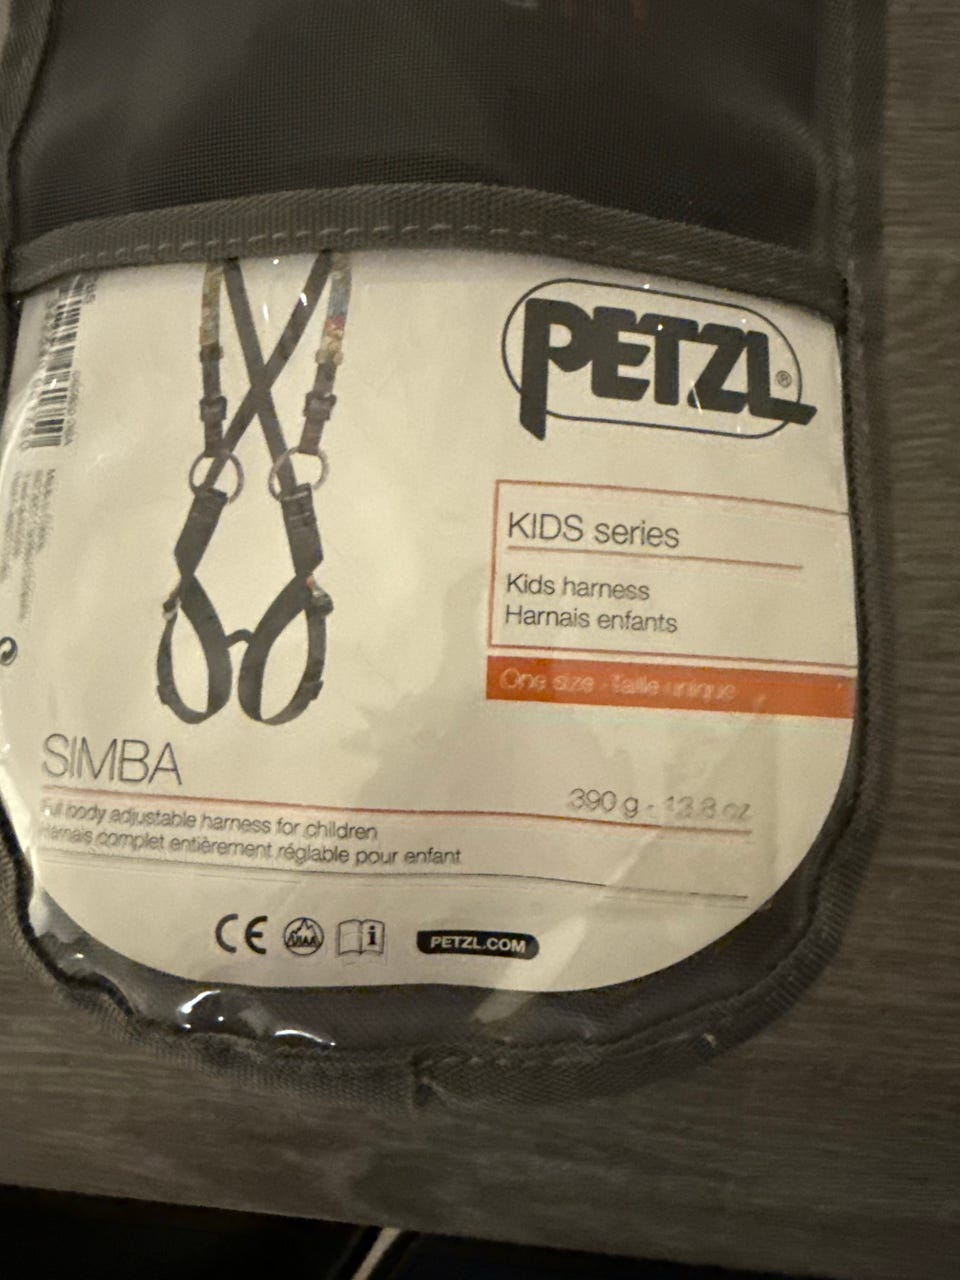 PETZL®
KIDS series
Kids harness
Harnais enfants
One size - Taille unique
SIMBA
390 g - 13.8 oz
Full body adjustable harness for children
Harnais complet entièrement réglable pour enfant
CE
UIAA
i
PETZL.COM